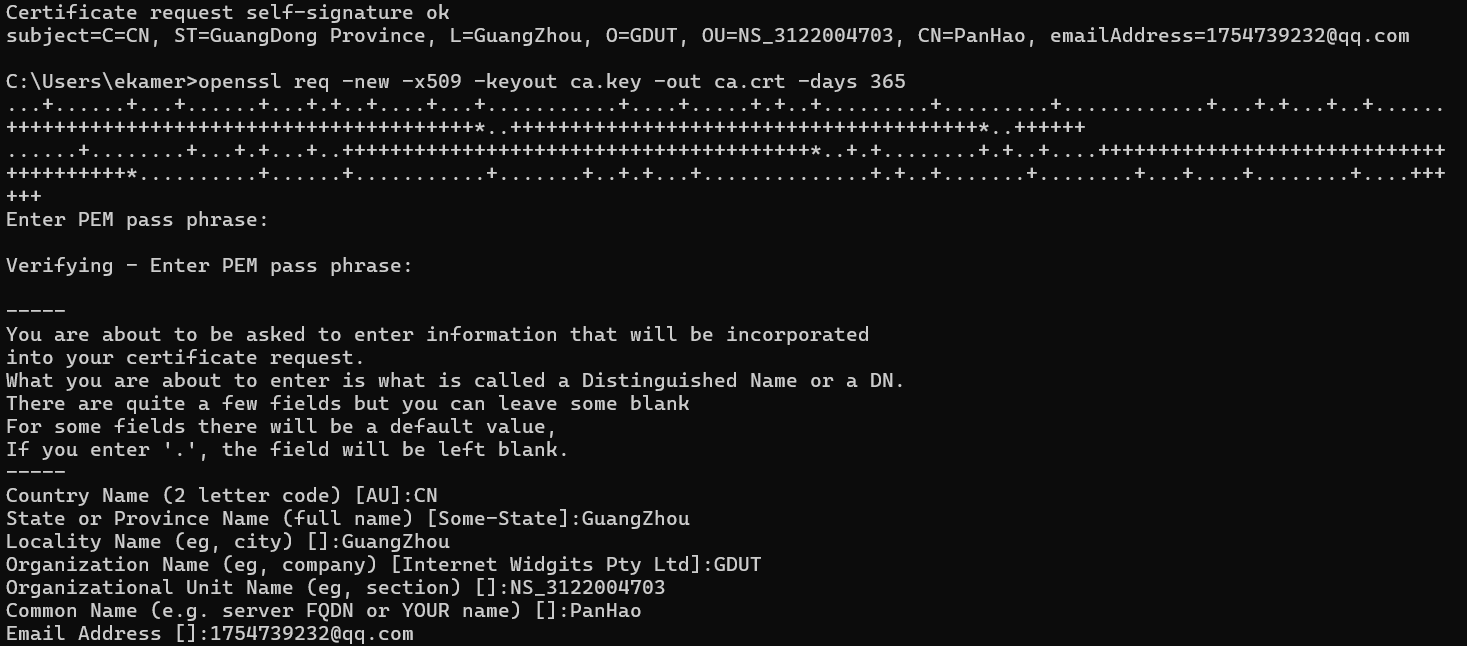 Certificate request self-signature ok
subject=C=CN, ST=GuangDong Province, L=GuangZhou, O=GDUT, OU=NS_3122004703, CN=PanHao, emailAddress=1754739232@qq.com
C:\Users\ekamer>openssl req -new -x509 -keyout ca.key -out ca.crt -days 365
...+......+...+......+...+.+..+....+...+...........+....+.....+.+..+.........+.........+............+...+.+...+..+......
+++++++++++++++++++++++++++++++++++++++*..+++++++++++++++++++++++++++++++++++++++*..++++++
......+........+...+.+...+..+++++++++++++++++++++++++++++++++++++++*..+.+........+.+..+....+++++++++++++++++++++++++++++
++++++++++*..........+......+...........+.......+..+.+...+..............+.+..+.......+........+...+....+........+....+++
+++
Enter PEM pass phrase:
Verifying - Enter PEM pass phrase:
-----
You are about to be asked to enter information that will be incorporated
into your certificate request.
What you are about to enter is what is called a Distinguished Name or a DN.
There are quite a few fields but you can leave some blank
For some fields there will be a default value,
If you enter '.', the field will be left blank.
-----
Country Name (2 letter code) [AU]:CN
State or Province Name (full name) [Some-State]:GuangZhou
Locality Name (eg, city) []:GuangZhou
Organization Name (eg, company) [Internet Widgits Pty Ltd]:GDUT
Organizational Unit Name (eg, section) []:NS_3122004703
Common Name (e.g. server FQDN or YOUR name) []:PanHao
Email Address []:1754739232@qq.com